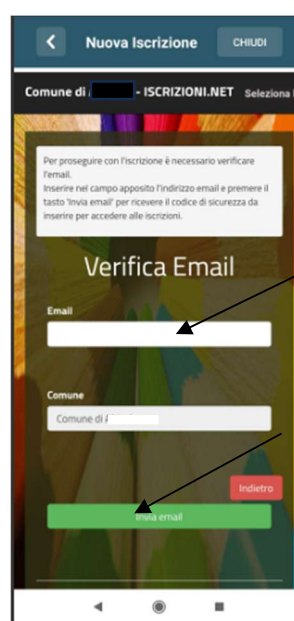 Nuova Iscrizione CHIUDI
Comune di - ISCRIZIONI.NET Seleziona
Per proseguire con l'iscrizione è necessario verificare
l'email.
Inserire nel campo apposito l'indirizzo email e premere il
tasto 'Invia email' per ricevere il codice di sicurezza da
inserire per accedere alle iscrizioni.
Verifica Email
Email
Comune
Comune di
Indietro
Invia email